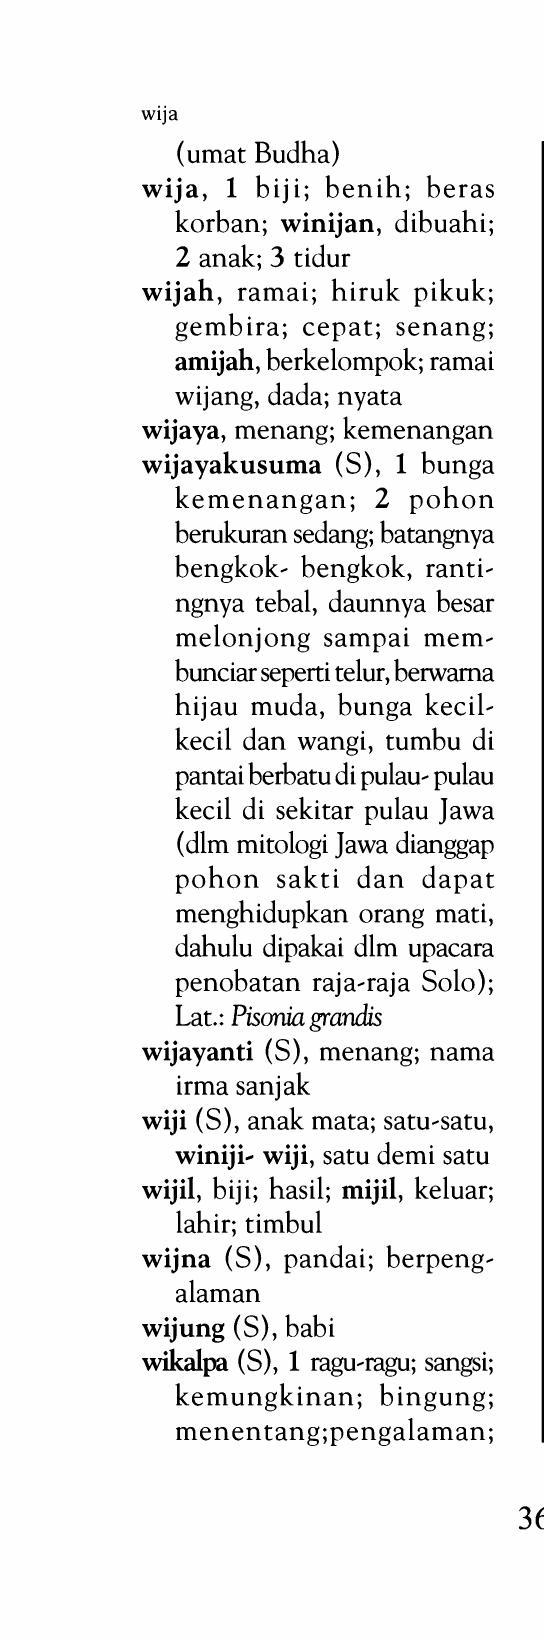 wija
(umat Budha)
wija, 1 biji; benih; beras
korban; winijan, dibuahi;
2 anak; 3 tidur
wijah, ramai; hiruk pikuk;
gembira; cepat; senang;
amijah, berkelompok; ramai
wijang, dada; nyata
wijaya, menang; kemenangan
wijayakusuma (S), 1 bunga
kemenangan; 2 pohon
berukuran sedang; batangnya
bengkok- bengkok, ranti-
ngnya tebal, daunnya besar
melonjong sampai mem-
bunciar seperti telur, berwarna
hijau muda, bunga kecil-
kecil dan wangi, tumbu di
pantai berbatu di pulau- pulau
kecil di sekitar pulau Jawa
(dlm mitologi Jawa dianggap
pohon sakti dan dapat
menghidupkan orang mati,
dahulu dipakai dlm upacara
penobatan raja-raja Solo);
Lat.: Pisonia grandis
wijayanti (S), menang; nama
irma sanjak
wiji (S), anak mata; satu-satu,
winiji- wiji, satu demi satu
wijil, biji; hasil; mijil, keluar;
lahir; timbul
wijna (S), pandai; berpeng-
alaman
wijung (S), babi
wikalpa (S), 1 ragu-ragu; sangsi;
kemungkinan; bingung;
menentang;pengalaman;